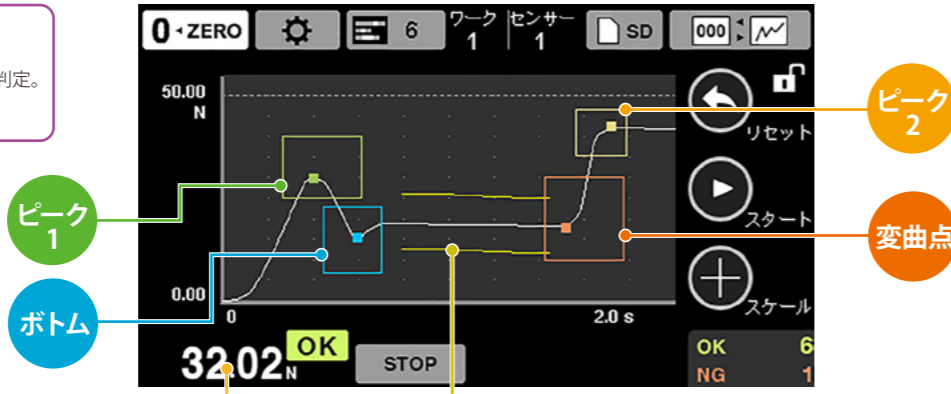 判定。
0 ZERO
6
ワーク
1
センサー
1
SD
000
50.00
N
0.00
0
2.0 s
リセット
スタート
スケール
32.02 N
OK
STOP
OK 6
NG 1
ピーク
1
ボトム
ピーク
2
変曲点